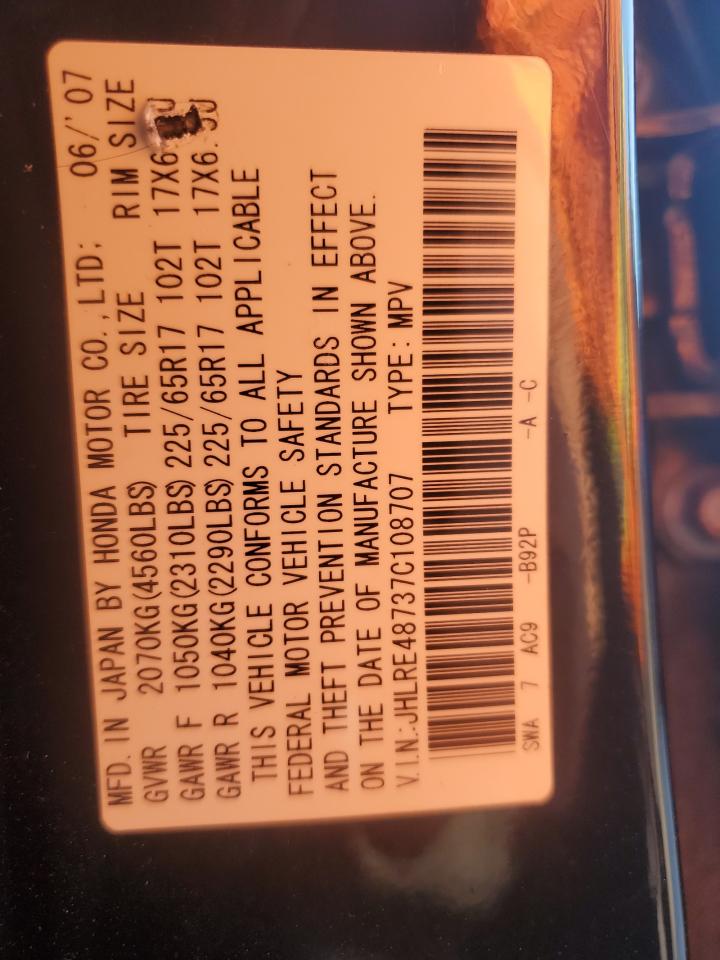 MFD. IN JAPAN BY HONDA MOTOR CO.,LTD; 06/'07
GVWR 2070KG(4560LBS) TIRE SIZE RIM SIZE
GAWR F 1050KG(2310LBS) 225/65R17 102T 17X6
GAWR R 1040KG(2290LBS) 225/65R17 102T 17X6.5J
THIS VEHICLE CONFORMS TO ALL APPLICABLE
FEDERAL MOTOR VEHICLE SAFETY
AND THEFT PREVENTION STANDARDS IN EFFECT
ON THE DATE OF MANUFACTURE SHOWN ABOVE.
V.I.N.:JHLRE48737C108707 TYPE:MPV
SWA 7 AC9 -B92P -A -C